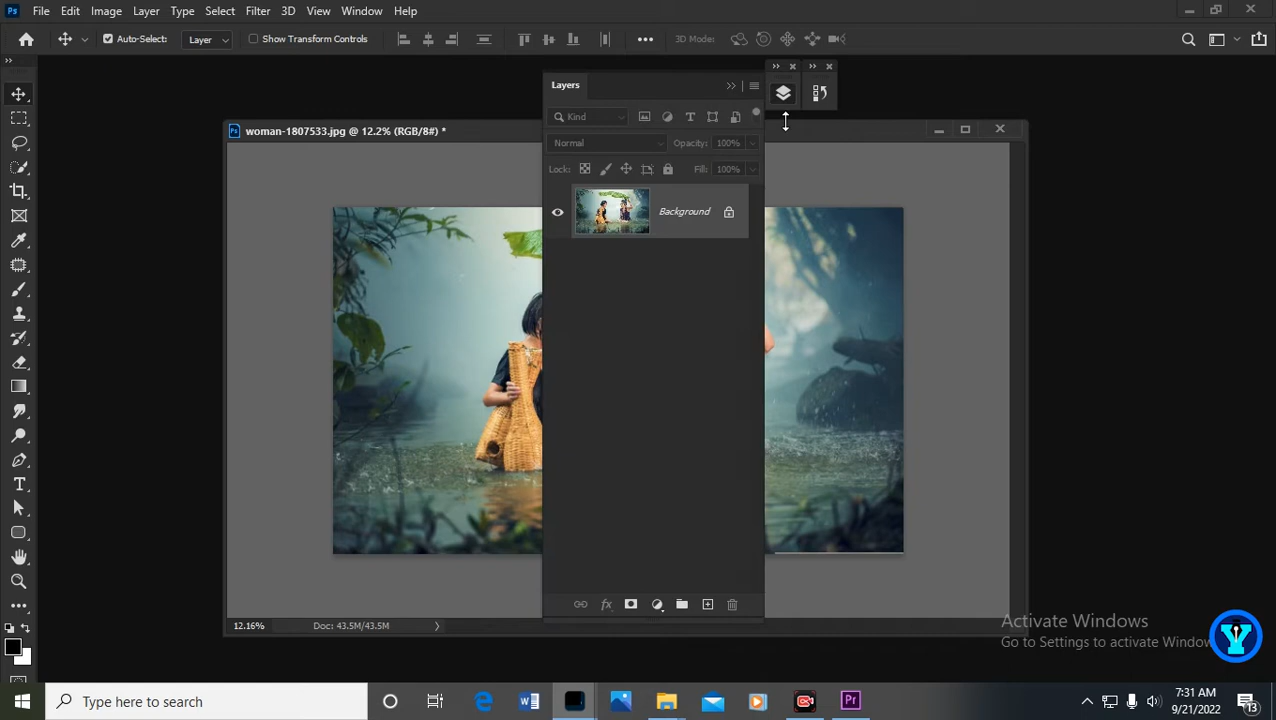 Ps File Edit Image Layer Type Select Filter 3D View Window Help
Auto-Select: Layer Show Transform Controls ••• 3D Mode:
Layers
woman-1807533.jpg @ 12.2% (RGB/8#) *
Kind
Normal Opacity: 100%
Lock: Fill: 100%
Background
12.16% Doc: 43.5M/43.5M
Activate Windows
Go to Settings to activate Window
Type here to search
7:31 AM
9/21/2022
13
Pr